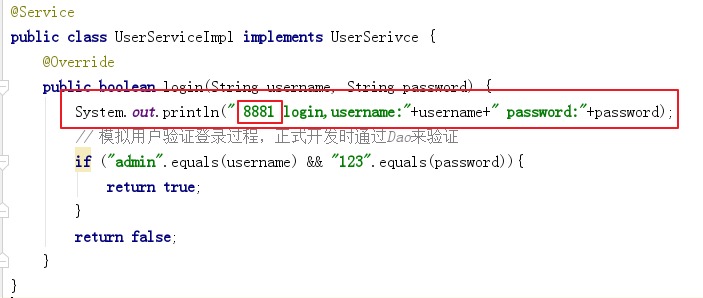 @Service
public class UserServiceImpl implements UserSerivce {
@Override
public boolean login(String username, String password) {
System.out.println(" 8881 login,username:"+username+" password:"+password);
// 模拟用户验证登录过程，正式开发时通过Dao来验证
if ("admin".equals(username) && "123".equals(password)){
return true;
}
return false;
}
}